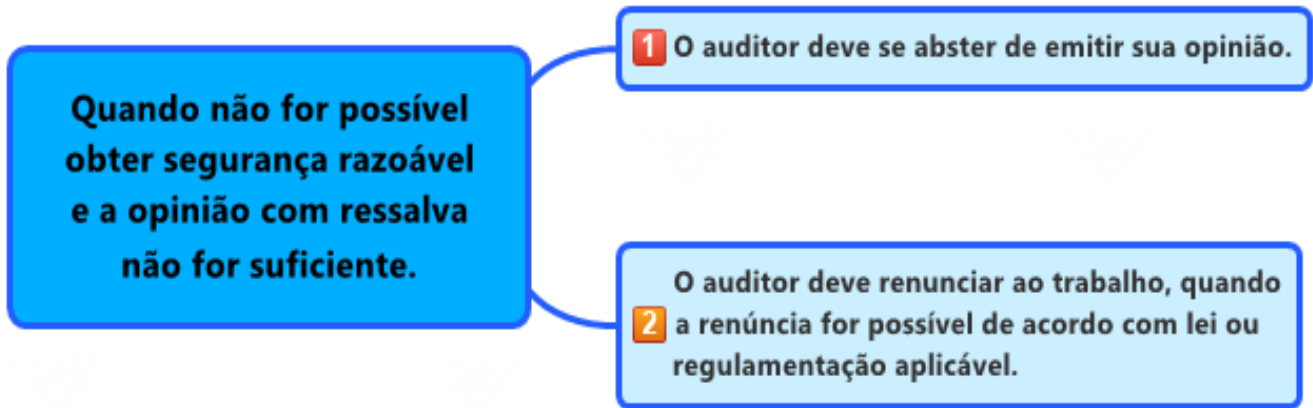 Quando não for possível
obter segurança razoável
e a opinião com ressalva
não for suficiente.
1 O auditor deve se abster de emitir sua opinião.
O auditor deve renunciar ao trabalho, quando
2 a renúncia for possível de acordo com lei ou
regulamentação aplicável.